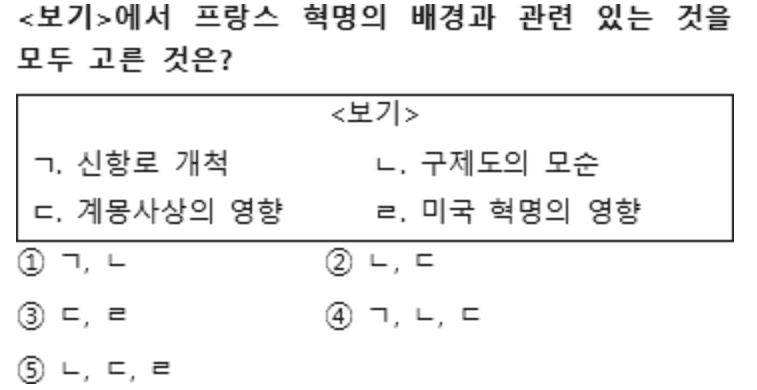 <보기>에서 프랑스 혁명의 배경과 관련 있는 것을
모두 고른 것은?
<보기>
ㄱ. 신항로 개척 ㄴ. 구제도의 모순
ㄷ. 계몽사상의 영향 ㄹ. 미국 혁명의 영향
① ㄱ, ㄴ ② ㄴ, ㄷ
③ ㄷ, ㄹ ④ ㄱ, ㄴ, ㄷ
⑤ ㄴ, ㄷ, ㄹ